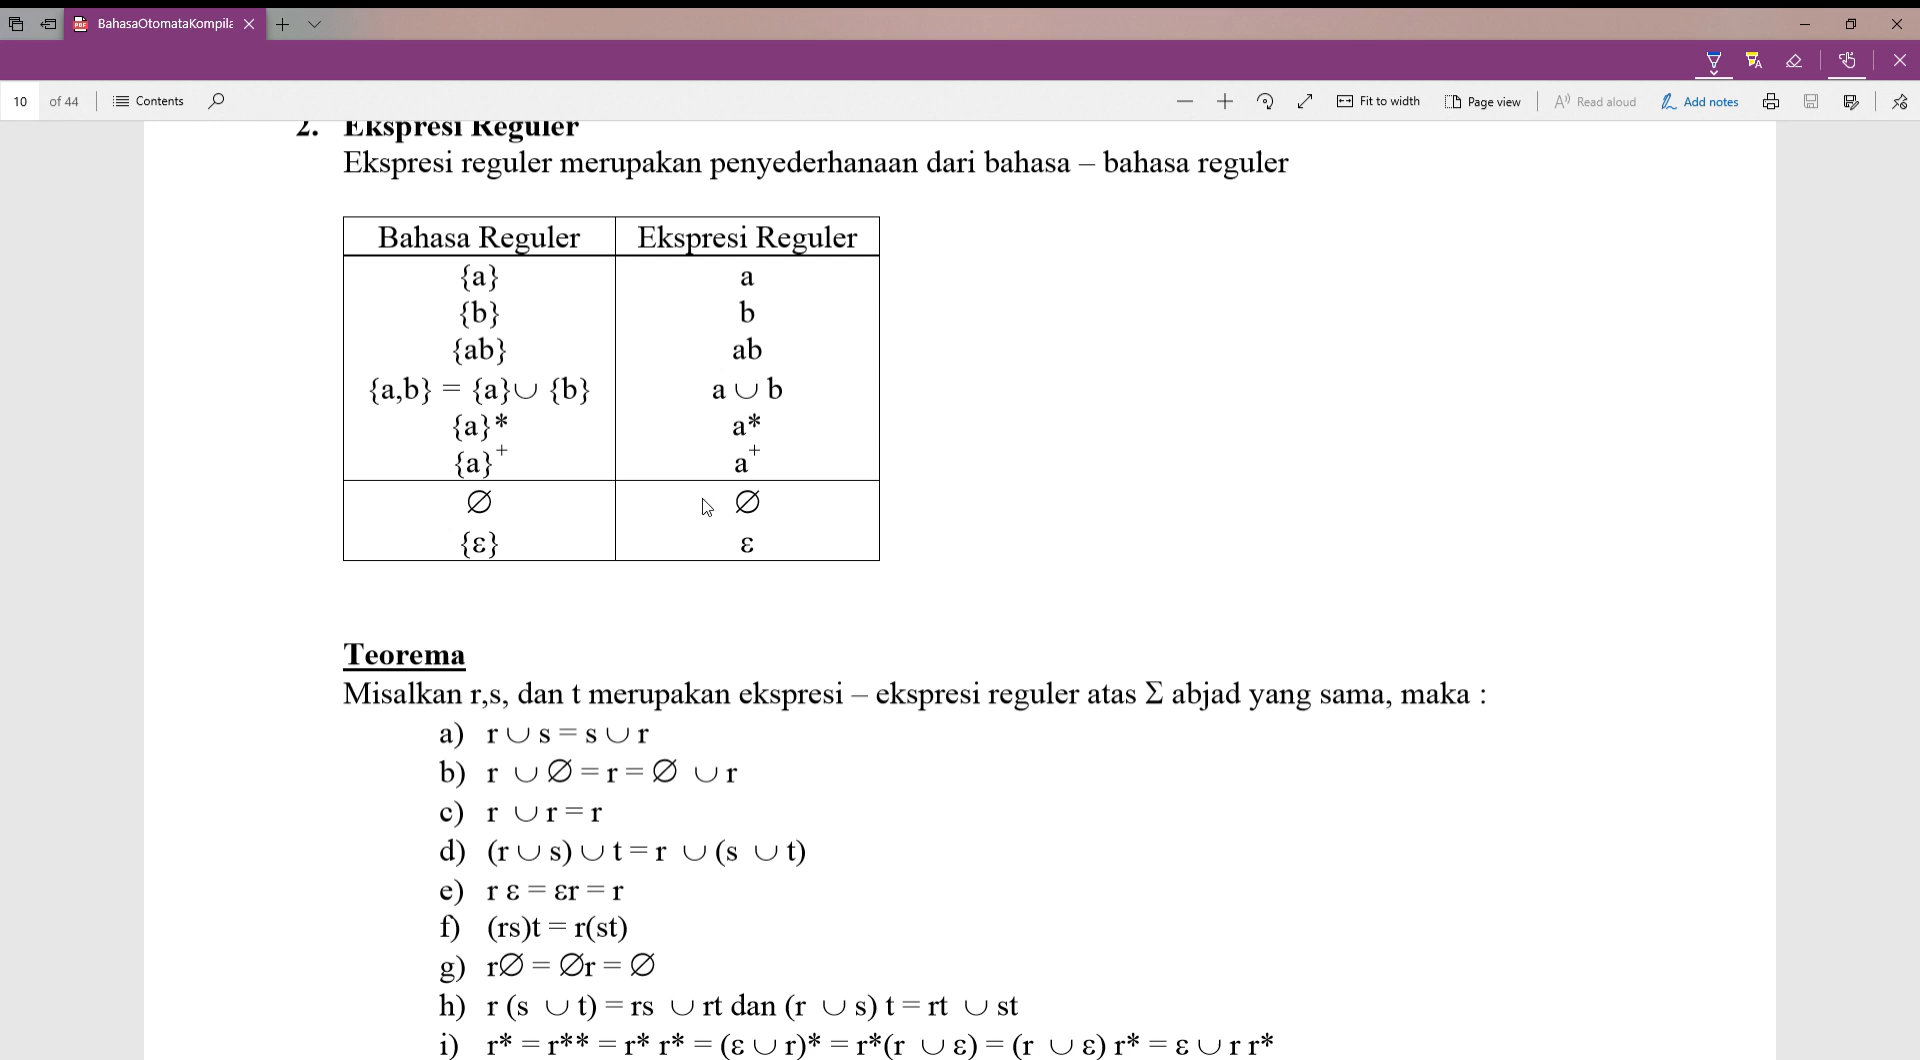 BahasaOtomataKompila
10 of 44 Contents Fit to width Page view Read aloud Add notes
2. Ekspresi Reguler
Ekspresi reguler merupakan penyederhanaan dari bahasa – bahasa reguler
Bahasa Reguler Ekspresi Reguler
{a} a
{b} b
{ab} ab
{a,b} = {a}∪ {b} a ∪ b
{a}* a*
{a}⁺ a⁺
∅ ∅
{ε} ε
Teorema
Misalkan r,s, dan t merupakan ekspresi – ekspresi reguler atas Σ abjad yang sama, maka :
a) r ∪ s = s ∪ r
b) r ∪ ∅ = r = ∅ ∪ r
c) r ∪ r = r
d) (r ∪ s) ∪ t = r ∪ (s ∪ t)
e) r ε = εr = r
f) (rs)t = r(st)
g) r∅ = ∅r = ∅
h) r (s ∪ t) = rs ∪ rt dan (r ∪ s) t = rt ∪ st
i) r* = r** = r* r* = (ε ∪ r)* = r*(r ∪ ε) = (r ∪ ε) r* = ε ∪ r r*